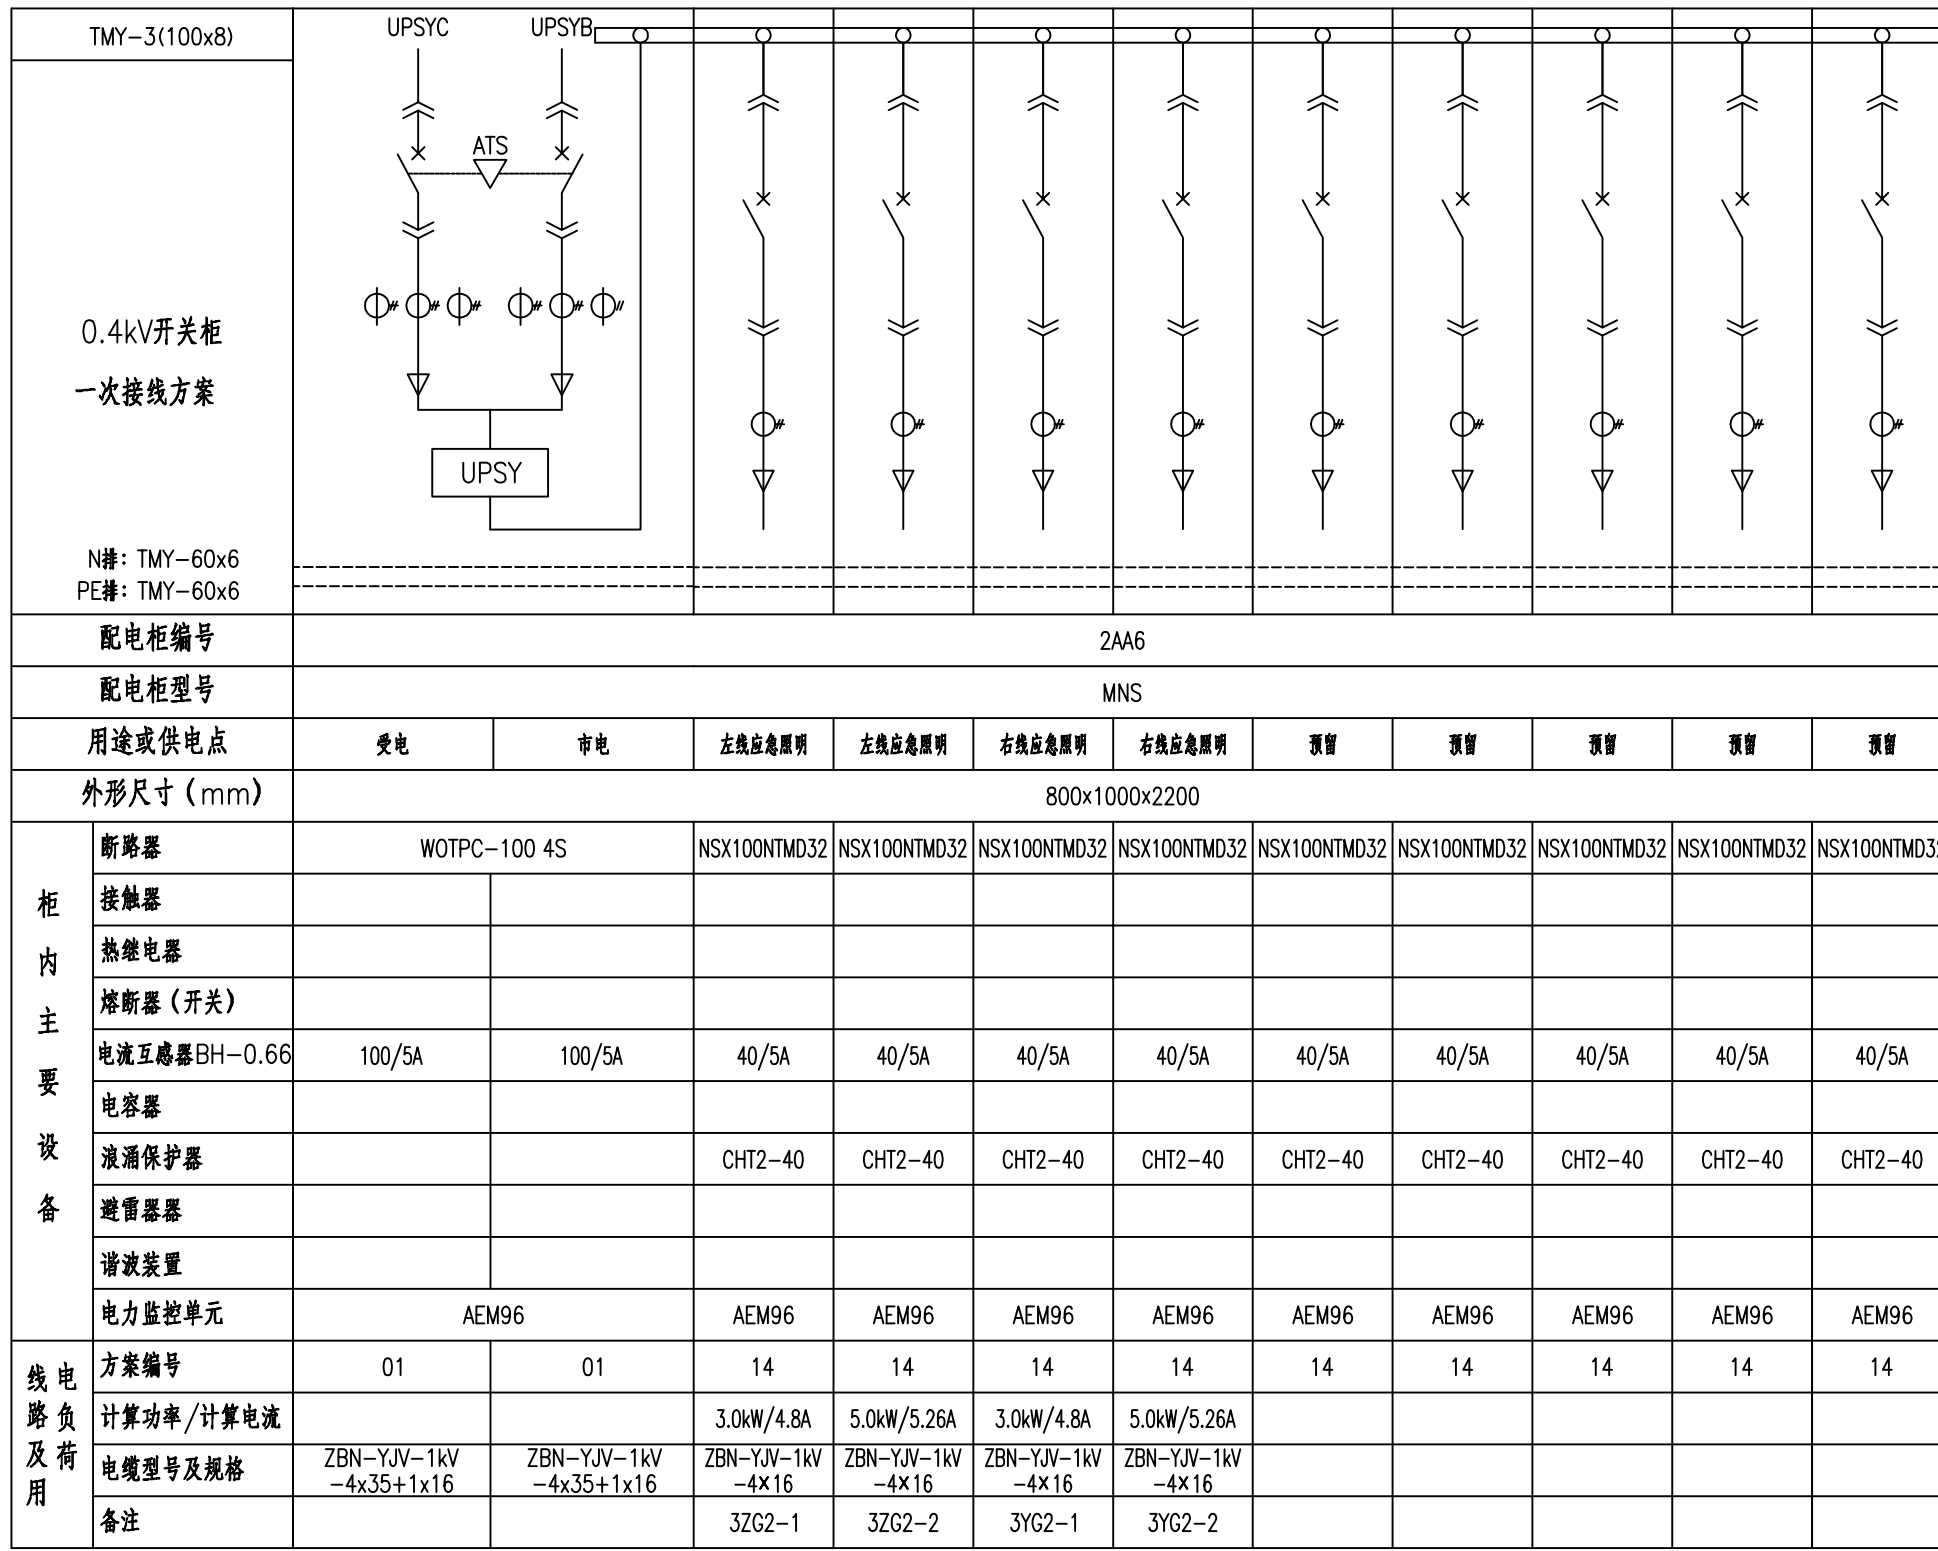 TMY-3(100x8)
UPSYC UPSYB
ATS
0.4kV开关柜
一次接线方案
UPSY
N排: TMY-60x6
PE排: TMY-60x6
配电柜编号 2AA6
配电柜型号 MNS
用途或供电点 受电 市电 左线应急照明 左线应急照明 右线应急照明 右线应急照明 预留 预留 预留 预留 预留
外形尺寸(mm) 800×1000×2200
柜内主要设备
断路器 WOTPC-100 4S NSX100NTMD32 NSX100NTMD32 NSX100NTMD32 NSX100NTMD32 NSX100NTMD32 NSX100NTMD32 NSX100NTMD32 NSX100NTMD32 NSX100NTMD32
接触器
热继电器
熔断器(开关)
电流互感器BH-0.66 100/5A 100/5A 40/5A 40/5A 40/5A 40/5A 40/5A 40/5A 40/5A 40/5A 40/5A
电容器
浪涌保护器 CHT2-40 CHT2-40 CHT2-40 CHT2-40 CHT2-40 CHT2-40 CHT2-40 CHT2-40 CHT2-40
避雷器器
谐波装置
电力监控单元 AEM96 AEM96 AEM96 AEM96 AEM96 AEM96 AEM96 AEM96 AEM96 AEM96
线路及用
电负荷
方案编号 01 01 14 14 14 14 14 14 14 14 14
计算功率/计算电流 3.0kW/4.8A 5.0kW/5.26A 3.0kW/4.8A 5.0kW/5.26A
电缆型号及规格 ZBN-YJV-1kV ZBN-YJV-1kV ZBN-YJV-1kV ZBN-YJV-1kV ZBN-YJV-1kV ZBN-YJV-1kV
-4x35+1x16 -4x35+1x16 -4×16 -4×16 -4×16 -4×16
备注 3ZG2-1 3ZG2-2 3YG2-1 3YG2-2